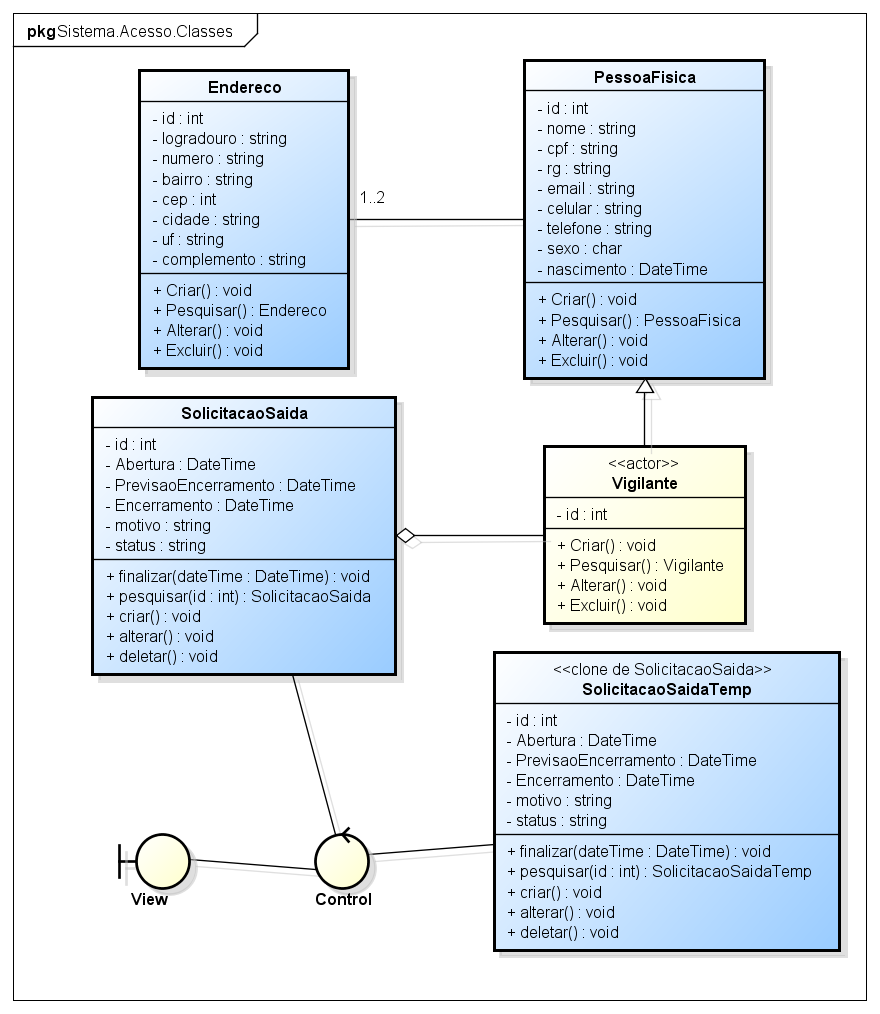 pkg Sistema.Acesso.Classes
Endereco
- id : int
- logradouro : string
- numero : string
- bairro : string
- cep : int
- cidade : string
- uf : string
- complemento : string
+ Criar() : void
+ Pesquisar() : Endereco
+ Alterar() : void
+ Excluir() : void
1..2
PessoaFisica
- id : int
- nome : string
- cpf : string
- rg : string
- email : string
- celular : string
- telefone : string
- sexo : char
- nascimento : DateTime
+ Criar() : void
+ Pesquisar() : PessoaFisica
+ Alterar() : void
+ Excluir() : void
SolicitacaoSaida
- id : int
- Abertura : DateTime
- PrevisaoEncerramento : DateTime
- Encerramento : DateTime
- motivo : string
- status : string
+ finalizar(dateTime : DateTime) : void
+ pesquisar(id : int) : SolicitacaoSaida
+ criar() : void
+ alterar() : void
+ deletar() : void
<<actor>>
Vigilante
- id : int
+ Criar() : void
+ Pesquisar() : Vigilante
+ Alterar() : void
+ Excluir() : void
<<clone de SolicitacaoSaida>>
SolicitacaoSaidaTemp
- id : int
- Abertura : DateTime
- PrevisaoEncerramento : DateTime
- Encerramento : DateTime
- motivo : string
- status : string
+ finalizar(dateTime : DateTime) : void
+ pesquisar(id : int) : SolicitacaoSaidaTemp
+ criar() : void
+ alterar() : void
+ deletar() : void
View
Control